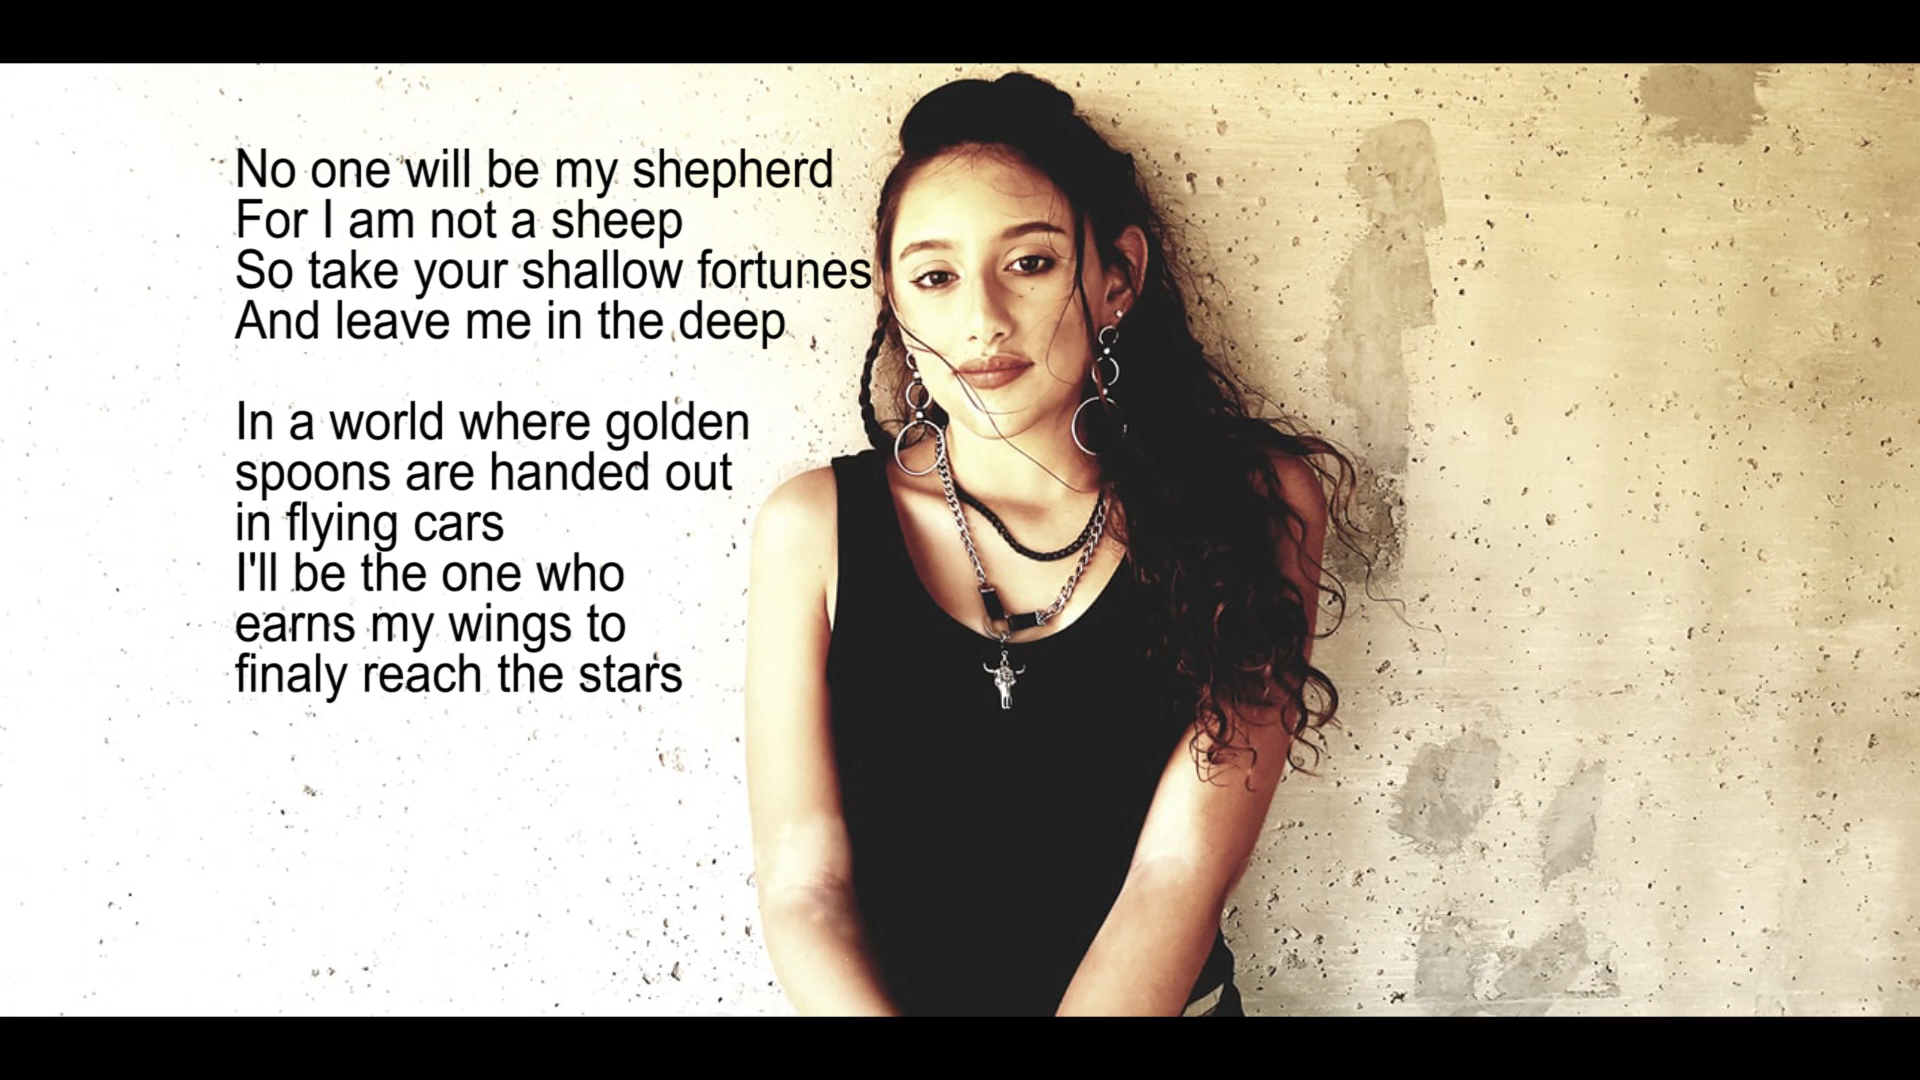 No one will be my shepherd
For I am not a sheep
So take your shallow fortunes
And leave me in the deep
In a world where golden
spoons are handed out
in flying cars
I'll be the one who
earns my wings to
finaly reach the stars